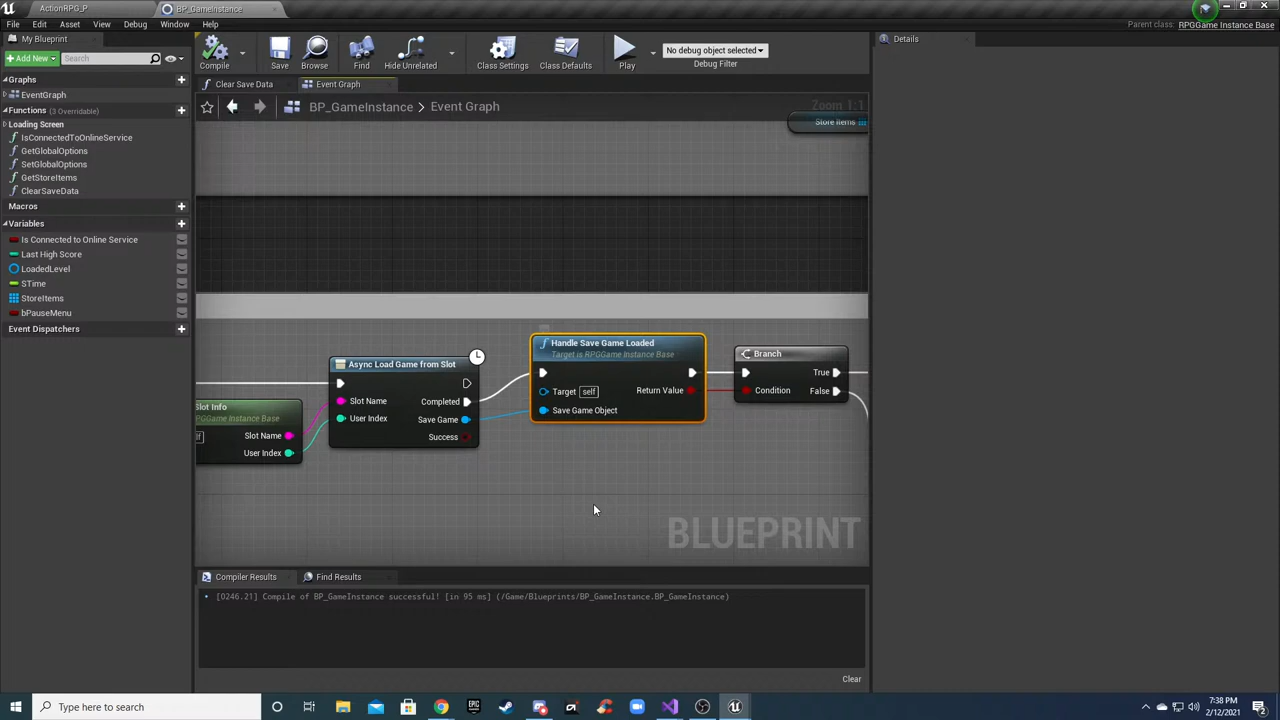 ActionRPG_P
BP_GameInstance
File Edit Asset View Debug Window Help
Parent class: RPGGame Instance Base
My Blueprint
+ Add New
Search
Graphs
EventGraph
Functions (3 Overridable)
Loading Screen
IsConnectedToOnlineService
GetGlobalOptions
SetGlobalOptions
GetStoreItems
ClearSaveData
Macros
Variables
Is Connected to Online Service
Last High Score
LoadedLevel
STime
StoreItems
bPauseMenu
Event Dispatchers
Compile
Save
Browse
Find
Hide Unrelated
Class Settings
Class Defaults
Play
No debug object selected
Debug Filter
Clear Save Data
Event Graph
BP_GameInstance > Event Graph
Zoom 1:1
Store Items
Slot Info
PGGame Instance Base
Slot Name
User Index
Async Load Game from Slot
Slot Name
Completed
User Index
Save Game
Success
Handle Save Game Loaded
Target is RPGGame Instance Base
Target self
Return Value
Save Game Object
Branch
True
Condition
False
BLUEPRINT
Compiler Results
Find Results
[0246.21] Compile of BP_GameInstance successful! [in 95 ms] (/Game/Blueprints/BP_GameInstance.BP_GameInstance)
Clear
Details
Type here to search
7:38 PM
2/12/2021
2